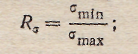 R_σ = σ_min / σ_max ;